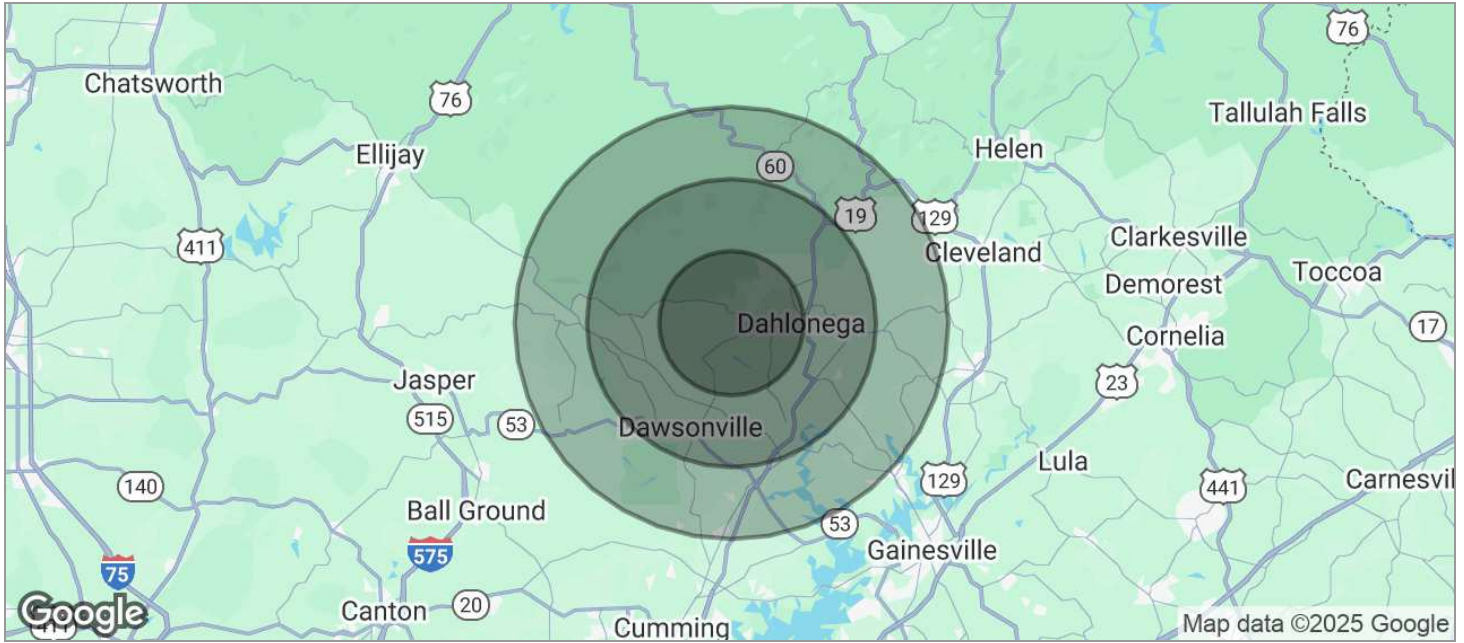 76
Chatsworth
76
Tallulah Falls
Ellijay
Helen
60
19
129
411
Cleveland
Clarkesville
Toccoa
Demorest
Dahlonega
17
Cornelia
Jasper
23
515
53
Dawsonville
Lula
129
140
441
Carnesvil
Ball Ground
53
575
Gainesville
75
20
Canton
Google
411
Cumming
Map data ©2025 Google